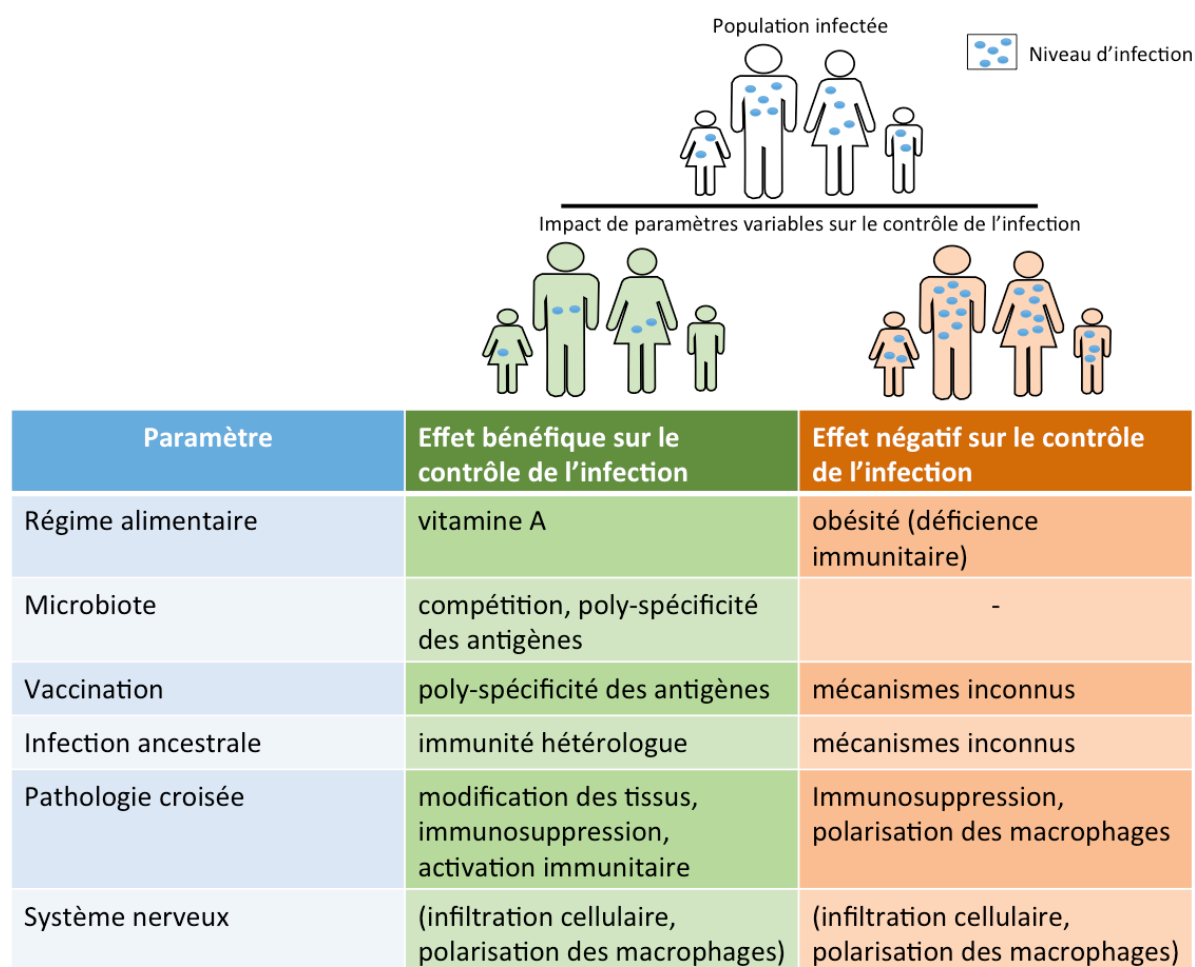 Population infectée
Niveau d’infection
Impact de paramètres variables sur le contrôle de l’infection
Paramètre
Effet bénéfique sur le
contrôle de l’infection
Effet négatif sur le contrôle
de l’infection
Régime alimentaire
vitamine A
obésité (déficience
immunitaire)
Microbiote
compétition, poly-spécificité
des antigènes
-
Vaccination
poly-spécificité des antigènes
mécanismes inconnus
Infection ancestrale
immunité hétérologue
mécanismes inconnus
Pathologie croisée
modification des tissus,
immunosuppression,
activation immunitaire
Immunosuppression,
polarisation des macrophages
Système nerveux
(infiltration cellulaire,
polarisation des macrophages)
(infiltration cellulaire,
polarisation des macrophages)